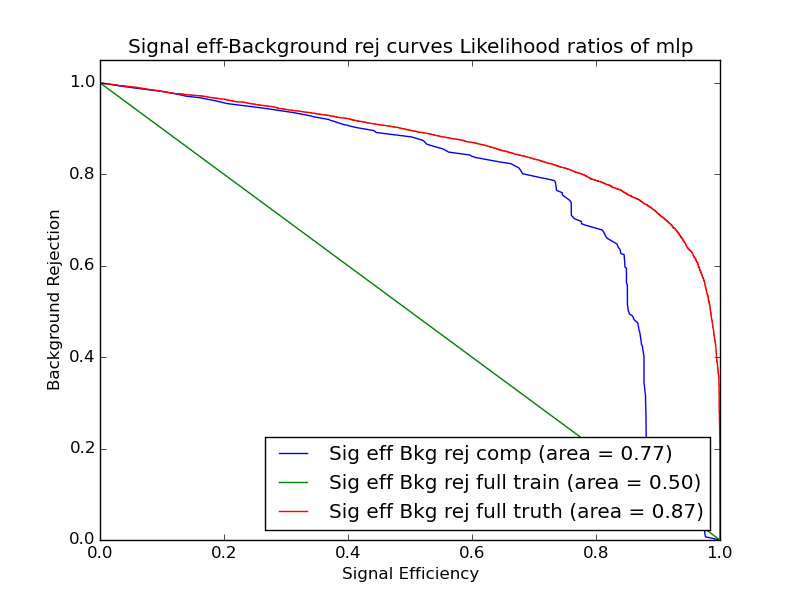 Signal eff-Background rej curves Likelihood ratios of mlp
1.0
0.8
0.6
0.4
0.2
0.0
Background Rejection
Sig eff Bkg rej comp (area = 0.77)
Sig eff Bkg rej full train (area = 0.50)
Sig eff Bkg rej full truth (area = 0.87)
0.0 0.2 0.4 0.6 0.8 1.0
Signal Efficiency